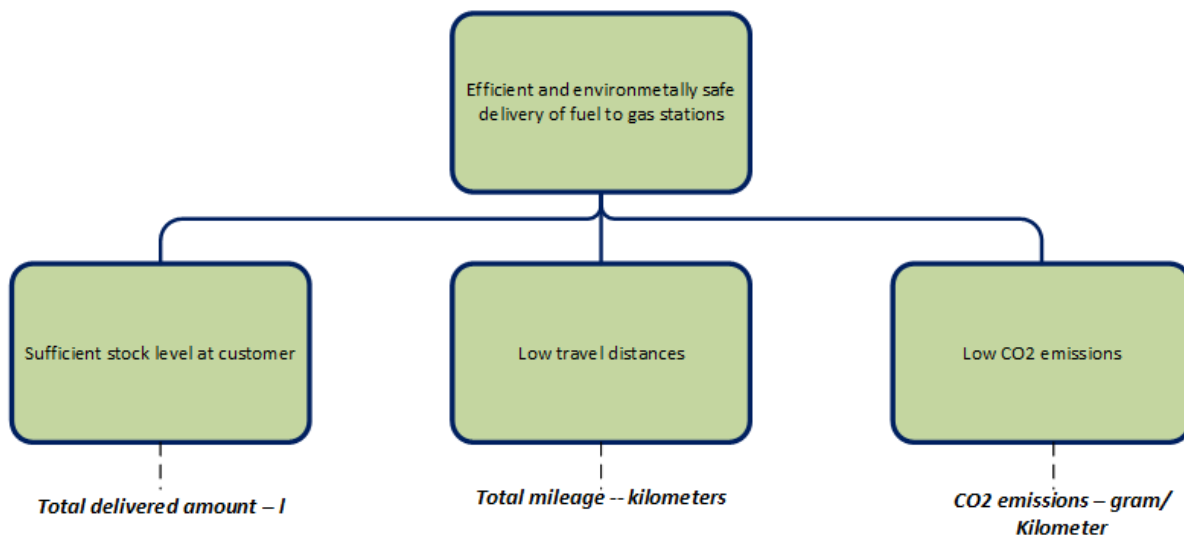 Efficient and environmetally safe
delivery of fuel to gas stations
Sufficient stock level at customer
Low travel distances
Low CO2 emissions
Total delivered amount – l
Total mileage -- kilometers
CO2 emissions – gram/
Kilometer